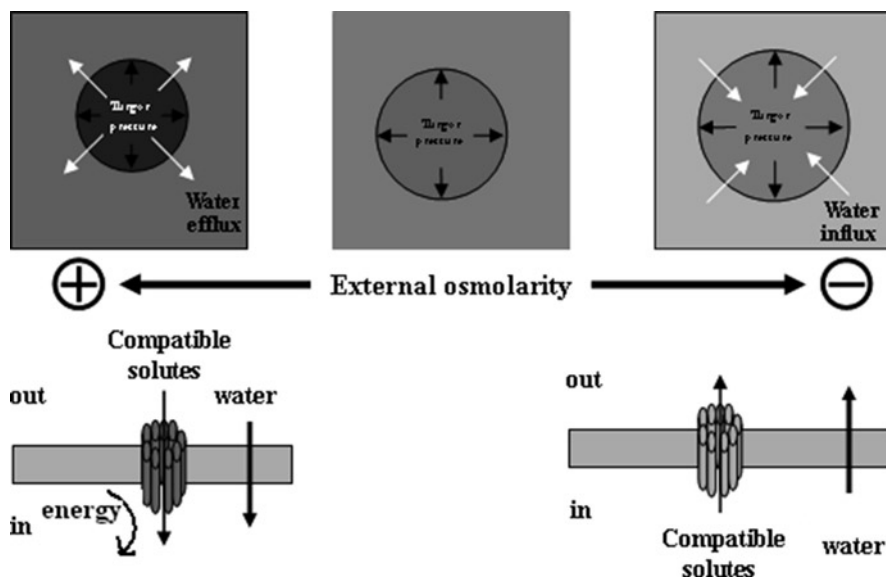 Turgor
pressure
Water
efflux
Turgor
pressure
Turgor
pressure
Water
influx
+
External osmolarity
−
Compatible
solutes
out
water
in
energy
out
in
Compatible
solutes
water